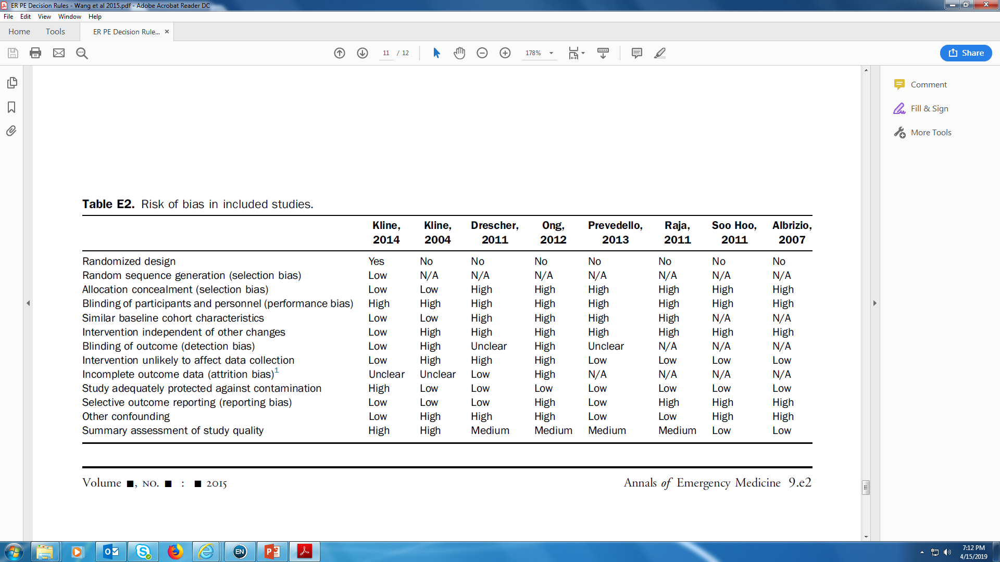 ER PE Decision Rules - Wang et al 2015.pdf - Adobe Acrobat Reader DC
File Edit View Window Help
Home Tools ER PE Decision Rule... ×
11 / 12 178% Share
Comment
Fill & Sign
More Tools
Table E2. Risk of bias in included studies.
Kline, Kline, Drescher, Ong, Prevedello, Raja, Soo Hoo, Albrizio,
2014 2004 2011 2012 2013 2011 2011 2007
Randomized design Yes No No No No No No No
Random sequence generation (selection bias) Low N/A N/A N/A N/A N/A N/A N/A
Allocation concealment (selection bias) Low Low High High High High High High
Blinding of participants and personnel (performance bias) High High High High High High High High
Similar baseline cohort characteristics Low Low High High High High N/A N/A
Intervention independent of other changes Low High High High High High High High
Blinding of outcome (detection bias) Low High Unclear High Unclear N/A N/A N/A
Intervention unlikely to affect data collection Low High High High Low Low Low Low
Incomplete outcome data (attrition bias)1 Unclear Unclear Low High N/A N/A N/A N/A
Study adequately protected against contamination High Low Low Low Low Low Low Low
Selective outcome reporting (reporting bias) Low Low Low High Low High High High
Other confounding Low High High High Low Low High High
Summary assessment of study quality High High Medium Medium Medium Medium Low Low
Volume ■, NO. ■ : ■ 2015 Annals of Emergency Medicine 9.e2
EN
7:12 PM
4/15/2019